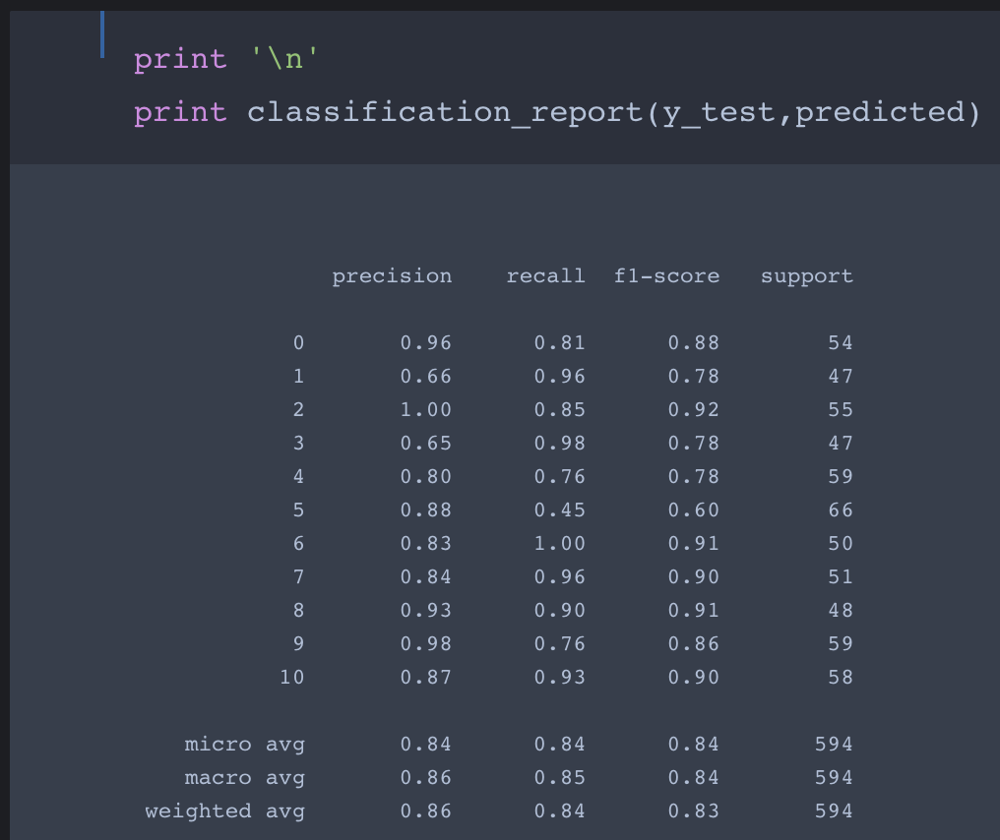 print '\n'
print classification_report(y_test,predicted)
precision recall f1-score support
0 0.96 0.81 0.88 54
1 0.66 0.96 0.78 47
2 1.00 0.85 0.92 55
3 0.65 0.98 0.78 47
4 0.80 0.76 0.78 59
5 0.88 0.45 0.60 66
6 0.83 1.00 0.91 50
7 0.84 0.96 0.90 51
8 0.93 0.90 0.91 48
9 0.98 0.76 0.86 59
10 0.87 0.93 0.90 58
micro avg 0.84 0.84 0.84 594
macro avg 0.86 0.85 0.84 594
weighted avg 0.86 0.84 0.83 594